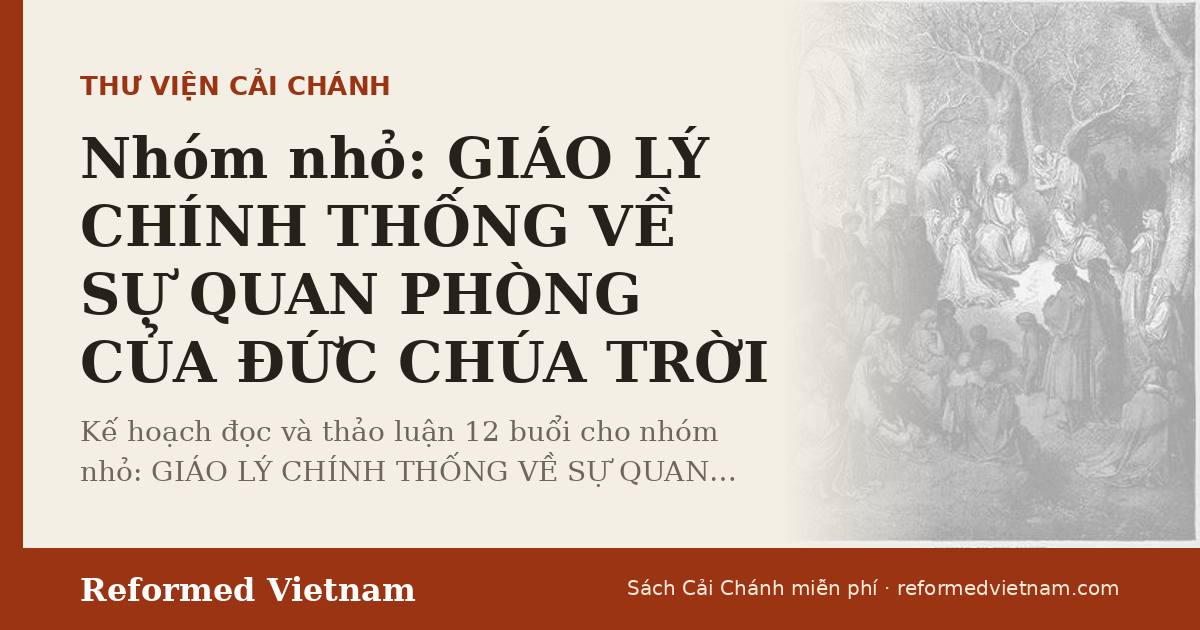 THƯ VIỆN CẢI CHÁNH
Nhóm nhỏ: GIÁO LÝ
CHÍNH THỐNG VỀ
SỰ QUAN PHÒNG
CỦA ĐỨC CHÚA TRỜI
Kế hoạch đọc và thảo luận 12 buổi cho nhóm
nhỏ: GIÁO LÝ CHÍNH THỐNG VỀ SỰ QUAN...
Reformed Vietnam
Sách Cải Chánh miễn phí · reformedvietnam.com